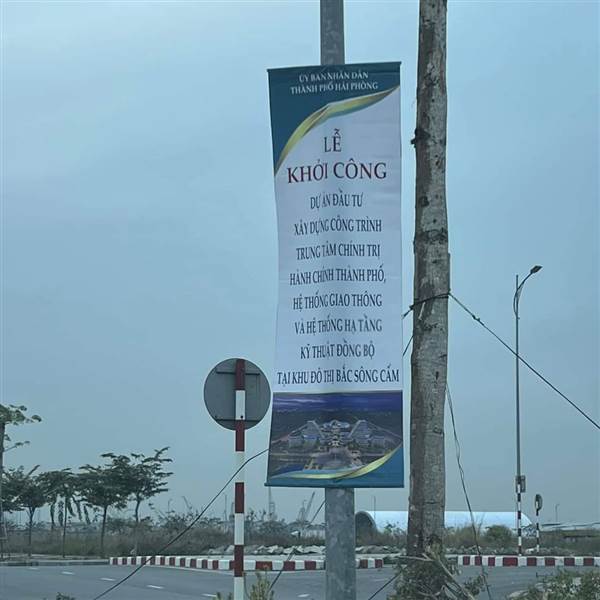 ỦY BAN NHÂN DÂN
THÀNH PHỐ HẢI PHÒNG
LỄ
KHỞI CÔNG
DỰ ÁN ĐẦU TƯ
XÂY DỰNG CÔNG TRÌNH
TRUNG TÂM CHÍNH TRỊ
HÀNH CHÍNH THÀNH PHỐ,
HỆ THỐNG GIAO THÔNG
VÀ HỆ THỐNG HẠ TẦNG
KỸ THUẬT ĐỒNG BỘ
TẠI KHU ĐÔ THỊ BẮC SÔNG CẤM